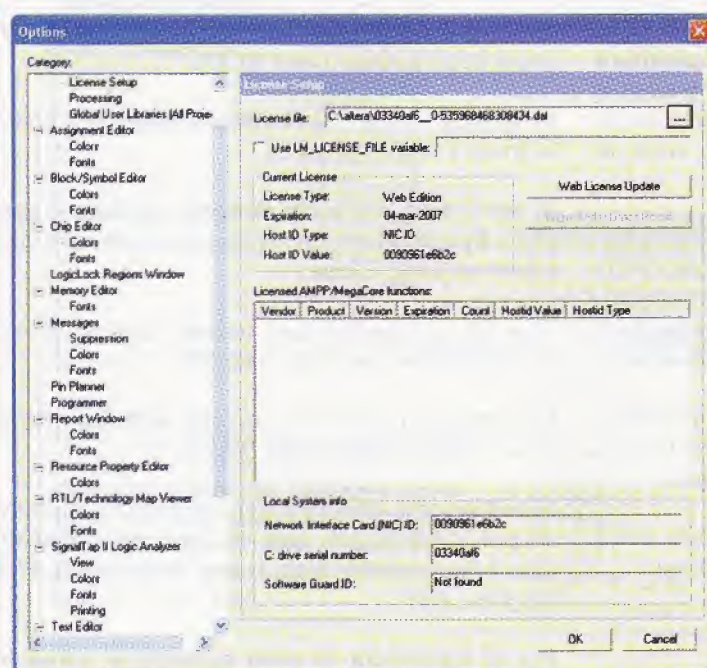 Options
Category:
License Setup
Processing
Global User Libraries (All Proje
Assignment Editor
Colors
Fonts
Block/Symbol Editor
Colors
Fonts
Chip Editor
Colors
Fonts
LogicLock Regions Window
Memory Editor
Fonts
Messages
Suppression
Colors
Fonts
Pin Planner
Programmer
Report Window
Colors
Fonts
Resource Property Editor
Colors
RTL/Technology Map Viewer
Colors
Fonts
SignalTap II Logic Analyzer
View
Colors
Fonts
Printing
Text Editor
License Setup
License file: C:\altera\03340af6__0-535968468308434.dat ...
Use LM_LICENSE_FILE variable:
Current License
License Type: Web Edition
Expiration: 04-mar-2007
Host ID Type: NIC ID
Host ID Value: 0090961e6b2c
Web License Update
Licensed AMPP/MegaCore functions:
Vendor Product Version Expiration Count Hostid Value Hostid Type
Local System info
Network Interface Card (NIC) ID: 0090961e6b2c
C: drive serial number: 03340af6
Software Guard ID: Not found
OK Cancel